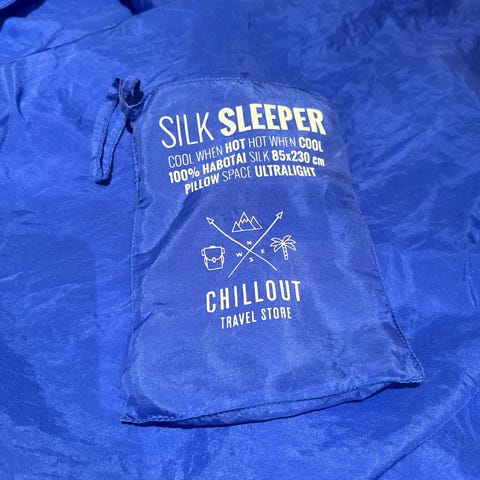 SILK SLEEPER
COOL WHEN HOT HOT WHEN COOL
100% HABOTAI SILK 85x230 cm
PILLOW SPACE ULTRALIGHT
N
W E
S
CHILLOUT
TRAVEL STORE